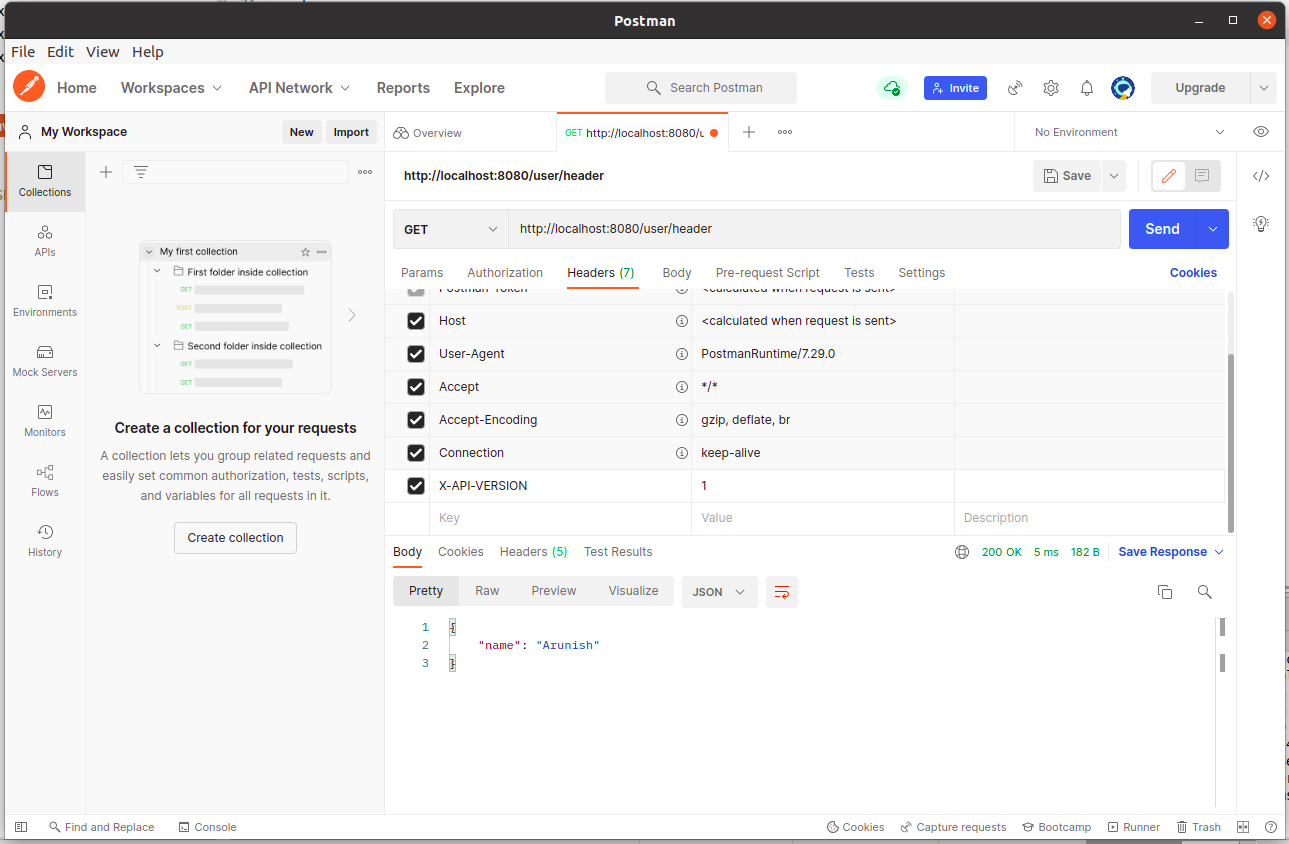 Postman
File Edit View Help
Home Workspaces API Network Reports Explore Search Postman Invite Upgrade
My Workspace New Import
Overview GET http://localhost:8080/u No Environment
Collections
APIs
Environments
Mock Servers
Monitors
Flows
History
My first collection
First folder inside collection
GET
POST
GET
Second folder inside collection
GET
GET
Create a collection for your requests
A collection lets you group related requests and
easily set common authorization, tests, scripts,
and variables for all requests in it.
Create collection
http://localhost:8080/user/header Save
GET http://localhost:8080/user/header Send
Params Authorization Headers (7) Body Pre-request Script Tests Settings Cookies
Postman-Token <calculated when request is sent>
Host <calculated when request is sent>
User-Agent PostmanRuntime/7.29.0
Accept */*
Accept-Encoding gzip, deflate, br
Connection keep-alive
X-API-VERSION 1
Key Value Description
Body Cookies Headers (5) Test Results 200 OK 5 ms 182 B Save Response
Pretty Raw Preview Visualize JSON
1 {
2 "name": "Arunish"
3 }
Find and Replace Console Cookies Capture requests Bootcamp Runner Trash